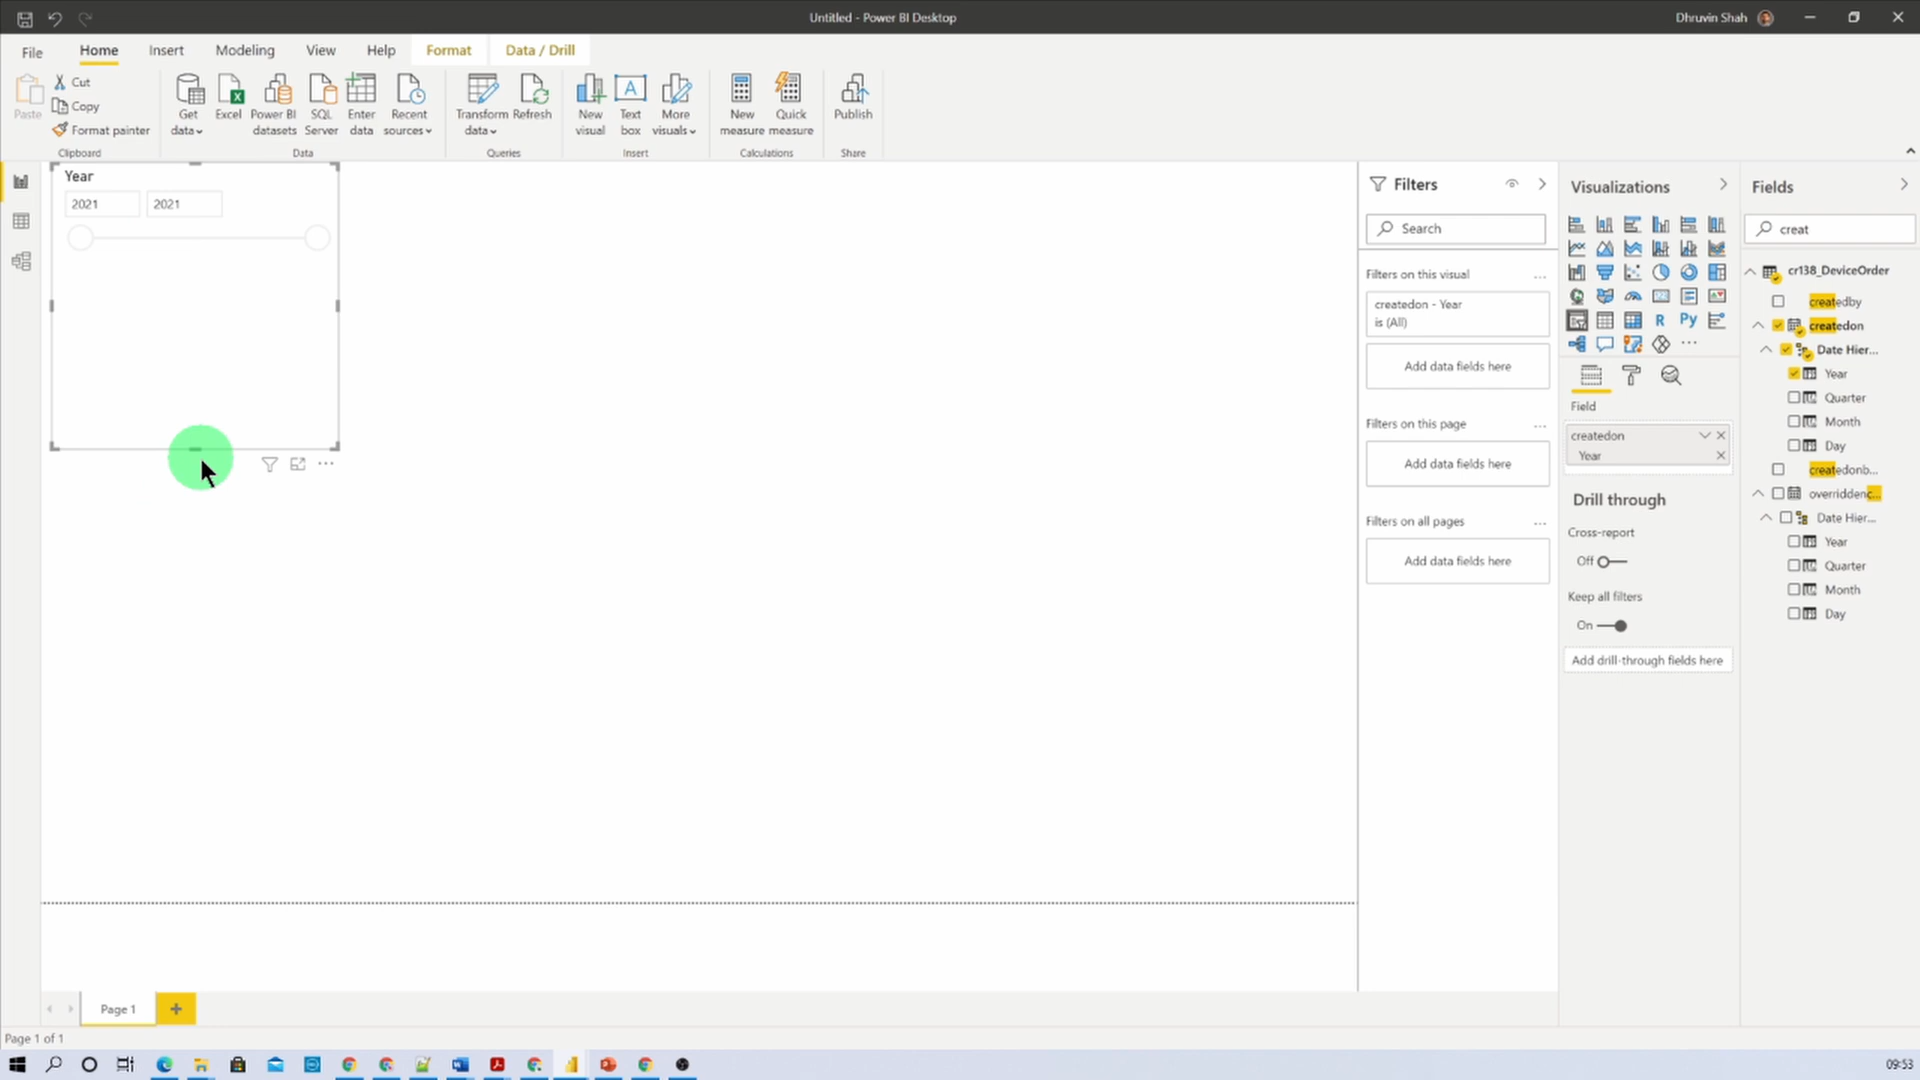 Untitled - Power BI Desktop
Dhruvin Shah
File
Home
Insert
Modeling
View
Help
Format
Data / Drill
Paste
Cut
Copy
Format painter
Clipboard
Get data
Excel
Power BI datasets
SQL Server
Enter data
Recent sources
Data
Transform data
Refresh
Queries
New visual
Text box
More visuals
Insert
New measure
Quick measure
Calculations
Publish
Share
Year
2021
2021
Filters
Search
Filters on this visual
...
createdon - Year
is (All)
Add data fields here
Filters on this page
...
Add data fields here
Filters on all pages
...
Add data fields here
Visualizations
R
Py
...
Field
createdon
Year
Drill through
Cross-report
Off
Keep all filters
On
Add drill-through fields here
Fields
creat
cr138_DeviceOrder
createdby
createdon
Date Hier...
Year
Quarter
Month
Day
createdonb...
overriddenc...
Date Hier...
Year
Quarter
Month
Day
Page 1
Page 1 of 1
09:53